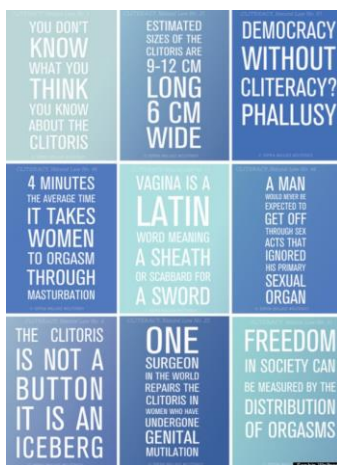 YOU DON'T
KNOW
WHAT YOU
THINK
YOU KNOW
ABOUT THE
CLITORIS
ESTIMATED
SIZES OF THE
CLITORIS ARE
9-12 CM
LONG
6 CM
WIDE
DEMOCRACY
WITHOUT
CLITERACY?
PHALLUSY
4 MINUTES
THE AVERAGE TIME
IT TAKES
WOMEN
TO ORGASM
THROUGH
MASTURBATION
VAGINA IS A
LATIN
WORD MEANING
A SHEATH
OR SCABBARD FOR
A SWORD
A MAN
WOULD NEVER BE
EXPECTED TO
GET OFF
THROUGH SEX
ACTS THAT
IGNORED
HIS PRIMARY
SEXUAL
ORGAN
THE CLITORIS
IS NOT A
BUTTON
IT IS AN
ICEBERG
ONE
SURGEON
IN THE WORLD
REPAIRS THE
CLITORIS IN
WOMEN WHO HAVE
UNDERGONE
GENITAL
MUTILATION
FREEDOM
IN SOCIETY CAN
BE MEASURED BY THE
DISTRIBUTION
OF ORGASMS